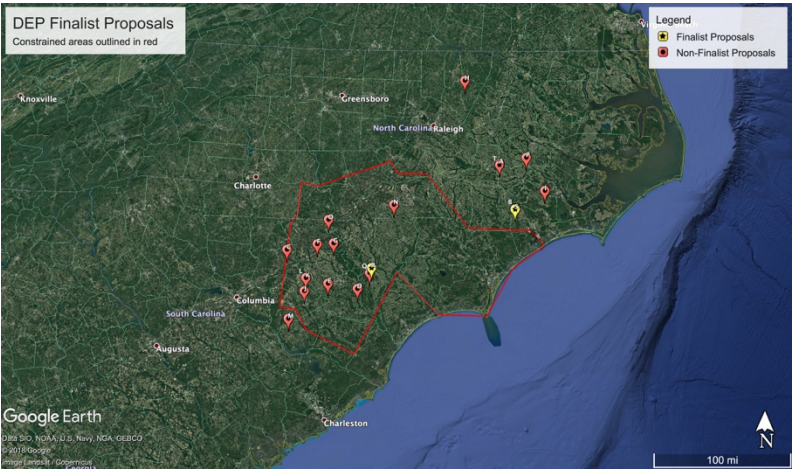 DEP Finalist Proposals
Constrained areas outlined in red
Legend
Finalist Proposals
Non-Finalist Proposals
Knoxville
Greensboro
North Carolina
Raleigh
Charlotte
Columbia
South Carolina
Augusta
Charleston
Google Earth
Data SIO, NOAA, U.S. Navy, NGA, GEBCO
© 2018 Google
Image Landsat / Copernicus
Georgia
N
100 mi